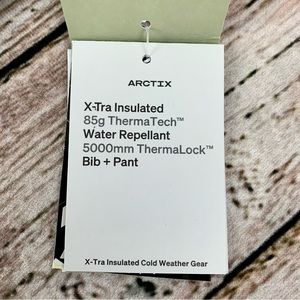 ARCTIX
X-Tra Insulated
85g ThermaTech™
Water Repellant
5000mm ThermaLock™
Bib + Pant
X-Tra Insulated Cold Weather Gear